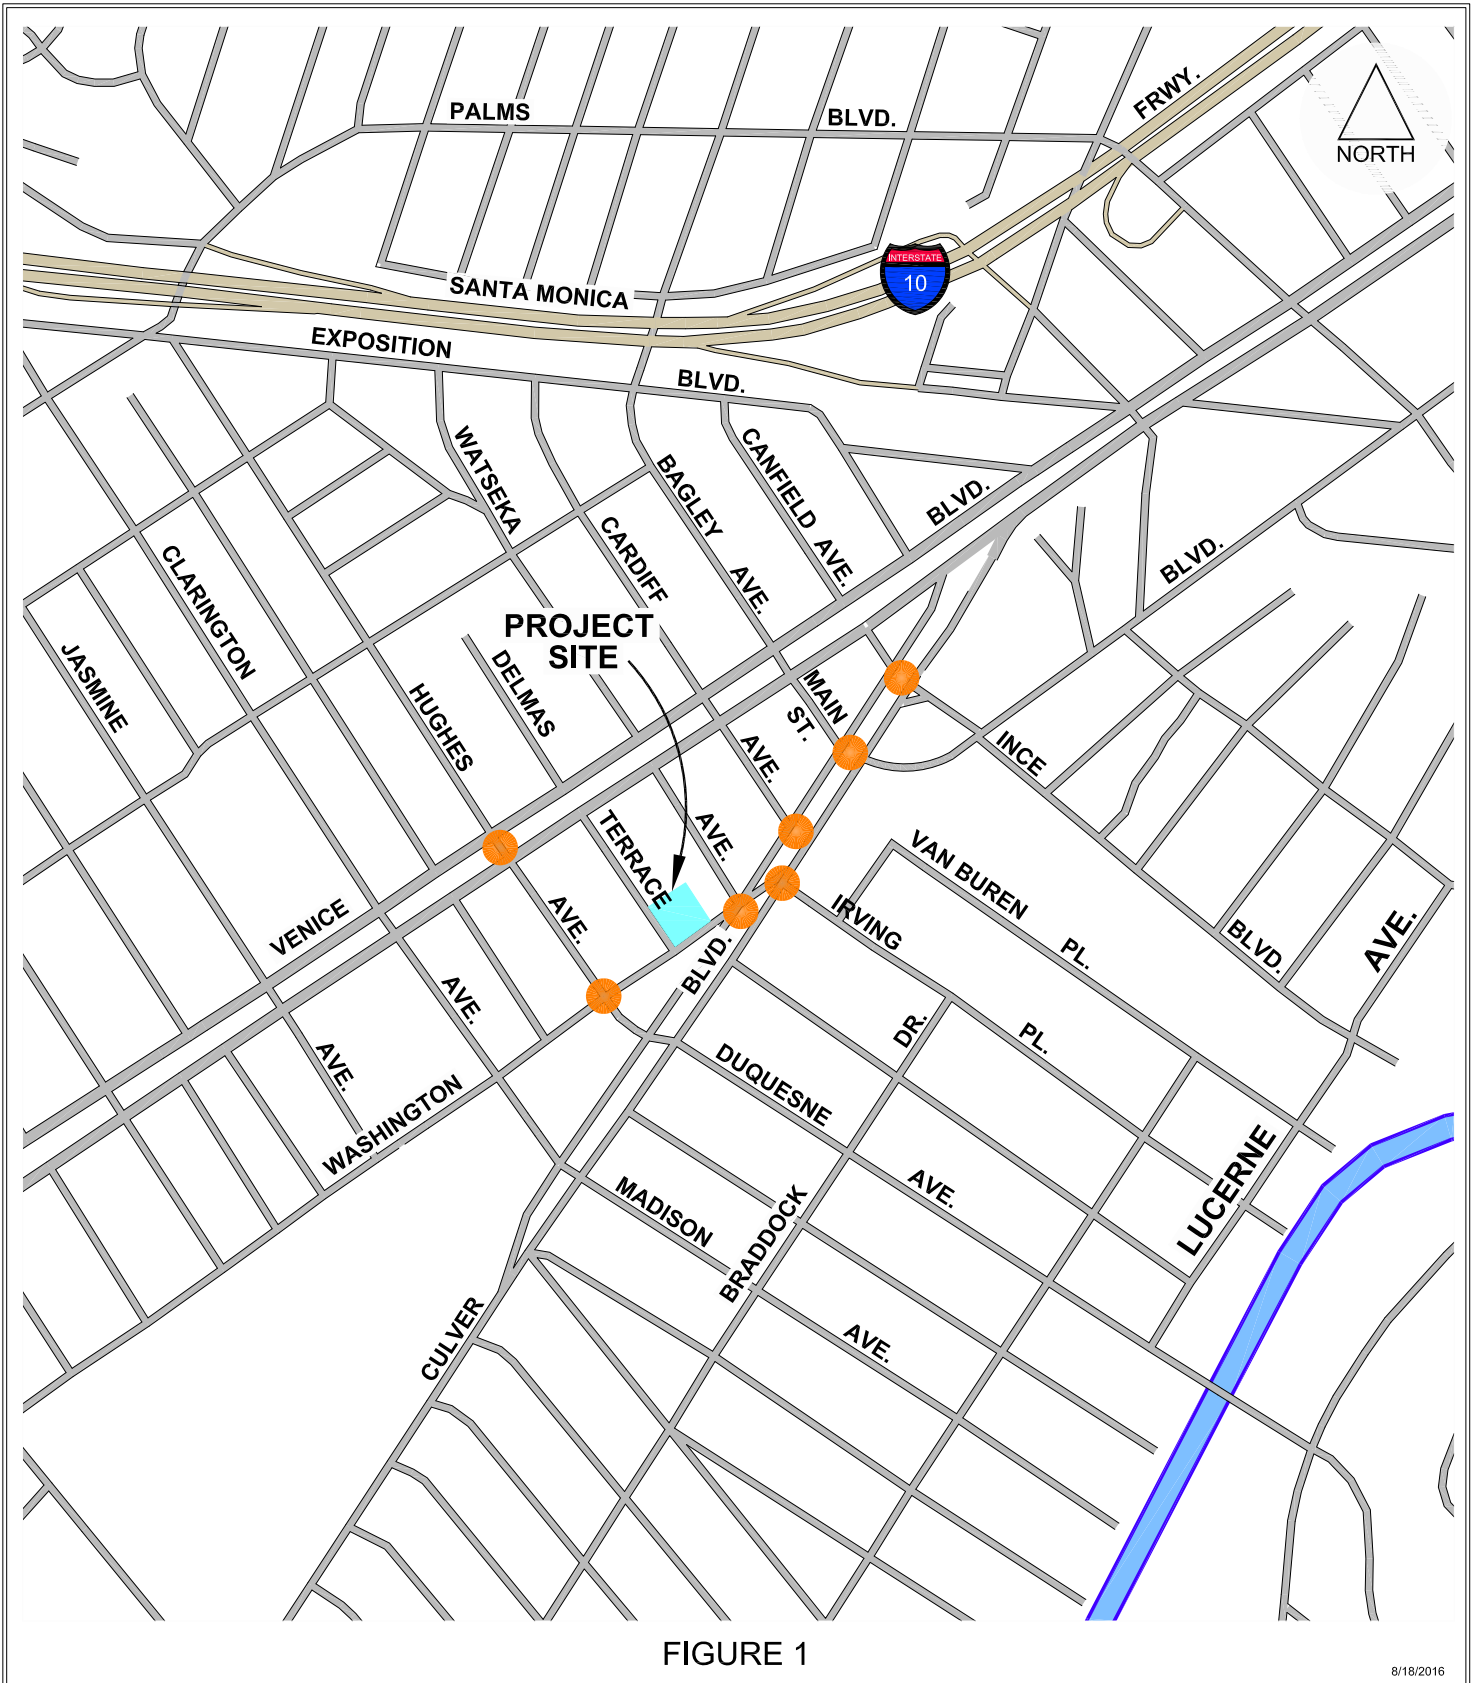 PALMS
BLVD.
FRWY.
NORTH
INTERSTATE
10
SANTA MONICA
EXPOSITION
BLVD.
WATSEKA
CARDIFF
BAGLEY
AVE.
CANFIELD
AVE.
BLVD.
BLVD.
CLARINGTON
JASMINE
HUGHES
DELMAS
PROJECT
SITE
MAIN
ST.
AVE.
INCE
TERRACE
AVE.
VAN BUREN
PL.
IRVING
PL.
BLVD.
AVE.
VENICE
AVE.
BLVD.
AVE.
AVE.
WASHINGTON
DR.
DUQUESNE
AVE.
MADISON
AVE.
BRADDOCK
LUCERNE
CULVER
FIGURE 1
8/18/2016